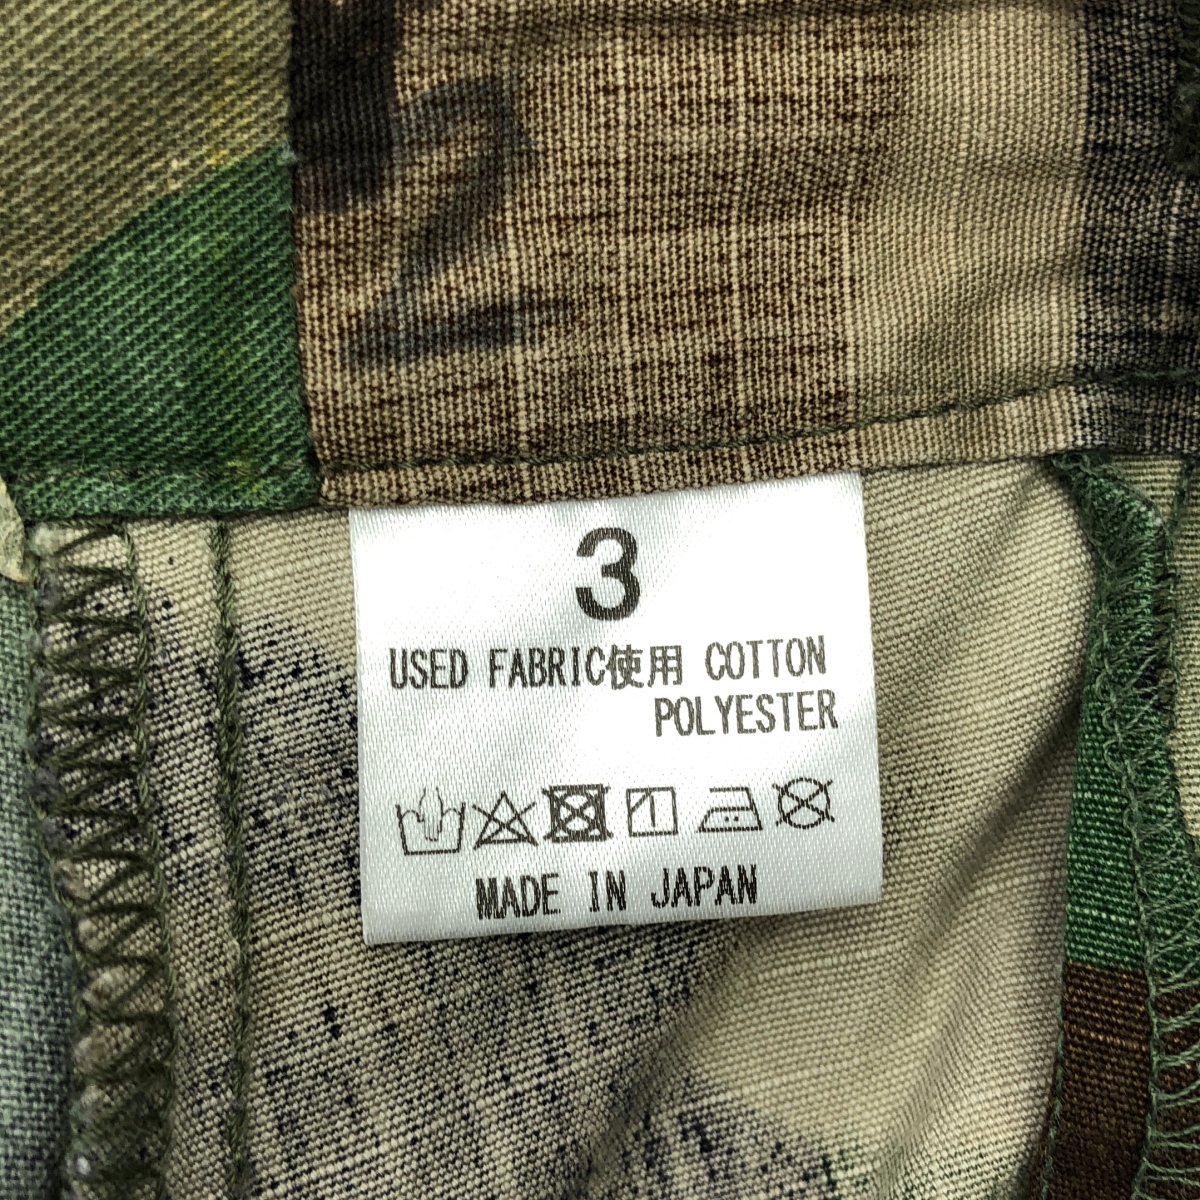 3
USED FABRIC使用 COTTON
POLYESTER
MADE IN JAPAN